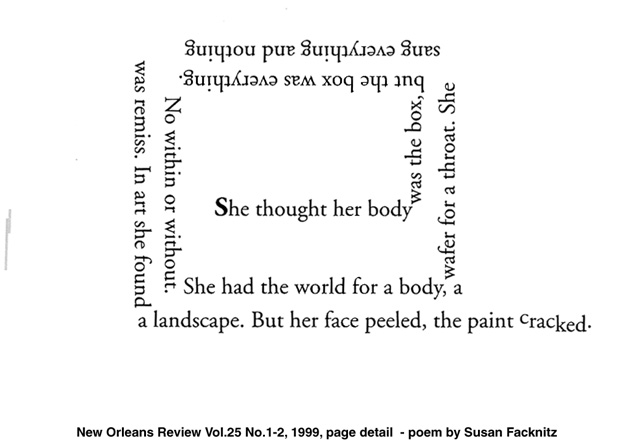 She thought her body
was the box,
but the box was everything.
No within or without.
She had the world for a body, a
wafer for a throat. She
sang everything and nothing
was remiss. In art she found
a landscape. But her face peeled, the paint cracked.
New Orleans Review Vol.25 No.1-2, 1999, page detail - poem by Susan Facknitz